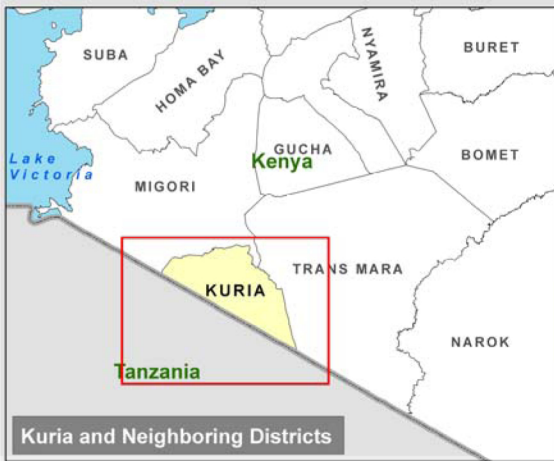 SUBA
HOMA BAY
NYAMIRA
BURET
Lake
Victoria
GUCHA
Kenya
BOMET
MIGORI
TRANS MARA
KURIA
NAROK
Tanzania
Kuria and Neighboring Districts